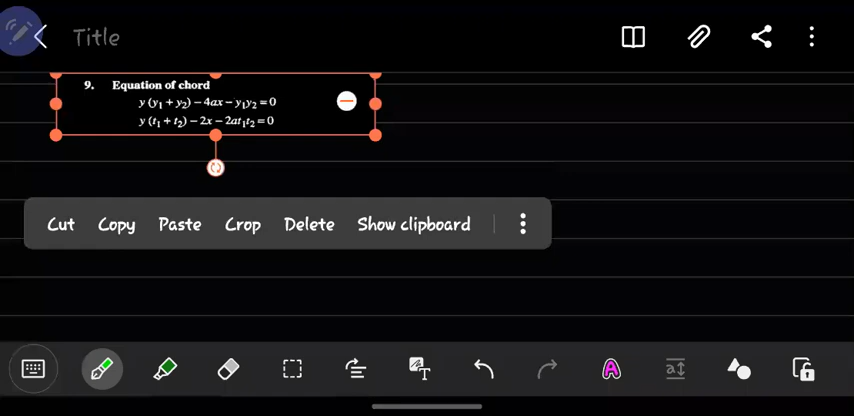 Title
9. Equation of chord
y (y₁ + y₂) – 4ax – y₁y₂ = 0
y (t₁ + t₂) – 2x – 2at₁t₂ = 0
Cut Copy Paste Crop Delete Show clipboard
T A a